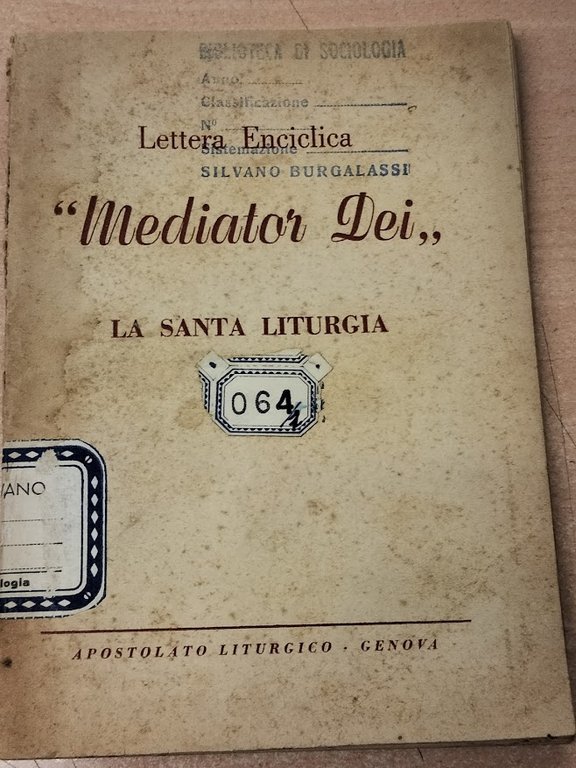 BIBLIOTECA DI SOCIOLOGIA
Anno
Classificazione
Nº
Lettera Enciclica
Sistemazione
SILVANO BURGALASSI
“Mediator Dei„
LA SANTA LITURGIA
064
VANO
logia
APOSTOLATO LITURGICO - GENOVA